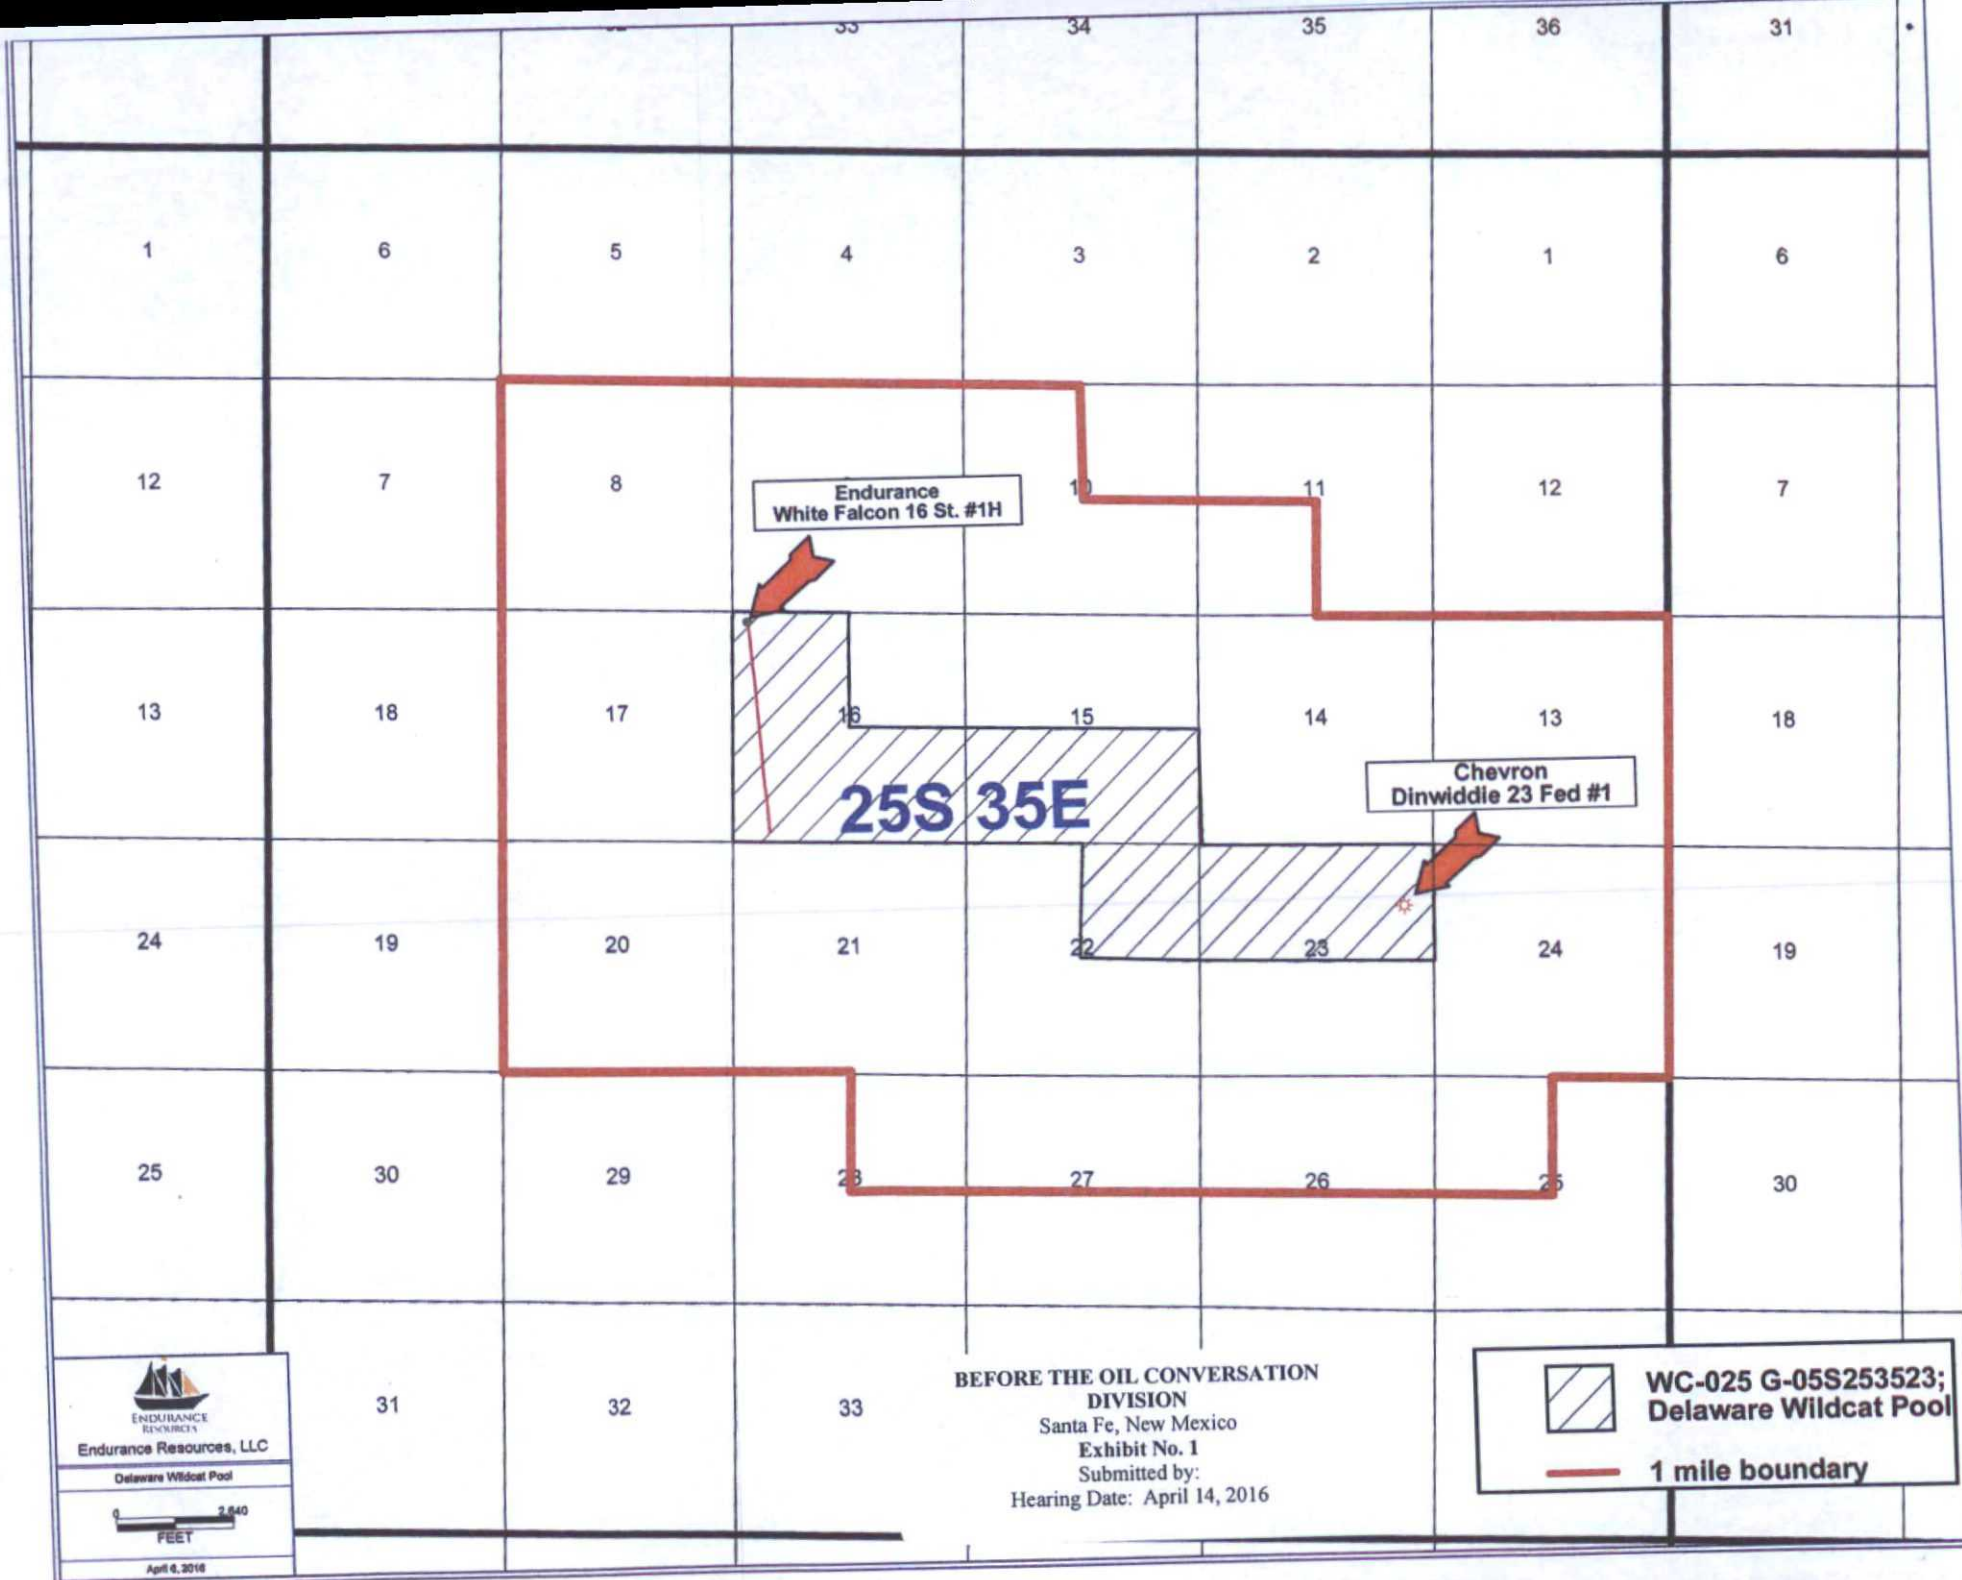 33 34 35 36 31
1 6 5 4 3 2 1 6
12 7 8 10 11 12 7
Endurance
White Falcon 16 St. #1H
13 18 17 16 15 14 13 18
Chevron
Dinwiddie 23 Fed #1
25S 35E
24 19 20 21 22 23 24 19
25 30 29 28 27 26 25 30
31 32 33
ENDURANCE
RESOURCES
Endurance Resources, LLC
Delaware Wildcat Pool
0 2,640
FEET
April 6, 2016
BEFORE THE OIL CONVERSATION
DIVISION
Santa Fe, New Mexico
Exhibit No. 1
Submitted by:
Hearing Date: April 14, 2016
WC-025 G-05S253523;
Delaware Wildcat Pool
1 mile boundary